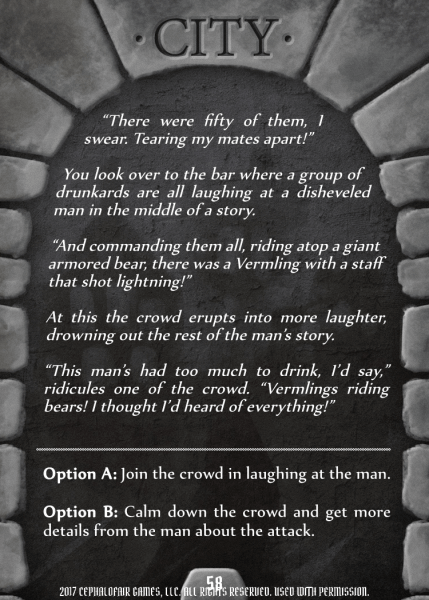 · CITY ·
“There were fifty of them, I
swear. Tearing my mates apart!”
You look over to the bar where a group of
drunkards are all laughing at a disheveled
man in the middle of a story.
“And commanding them all, riding atop a giant
armored bear, there was a Vermling with a staff
that shot lightning!”
At this the crowd erupts into more laughter,
drowning out the rest of the man’s story.
“This man’s had too much to drink, I’d say,”
ridicules one of the crowd. “Vermlings riding
bears! I thought I’d heard of everything!”
Option A: Join the crowd in laughing at the man.
Option B: Calm down the crowd and get more
details from the man about the attack.
58
2017 CEPHALOFAIR GAMES, LLC. ALL RIGHTS RESERVED. USED WITH PERMISSION.